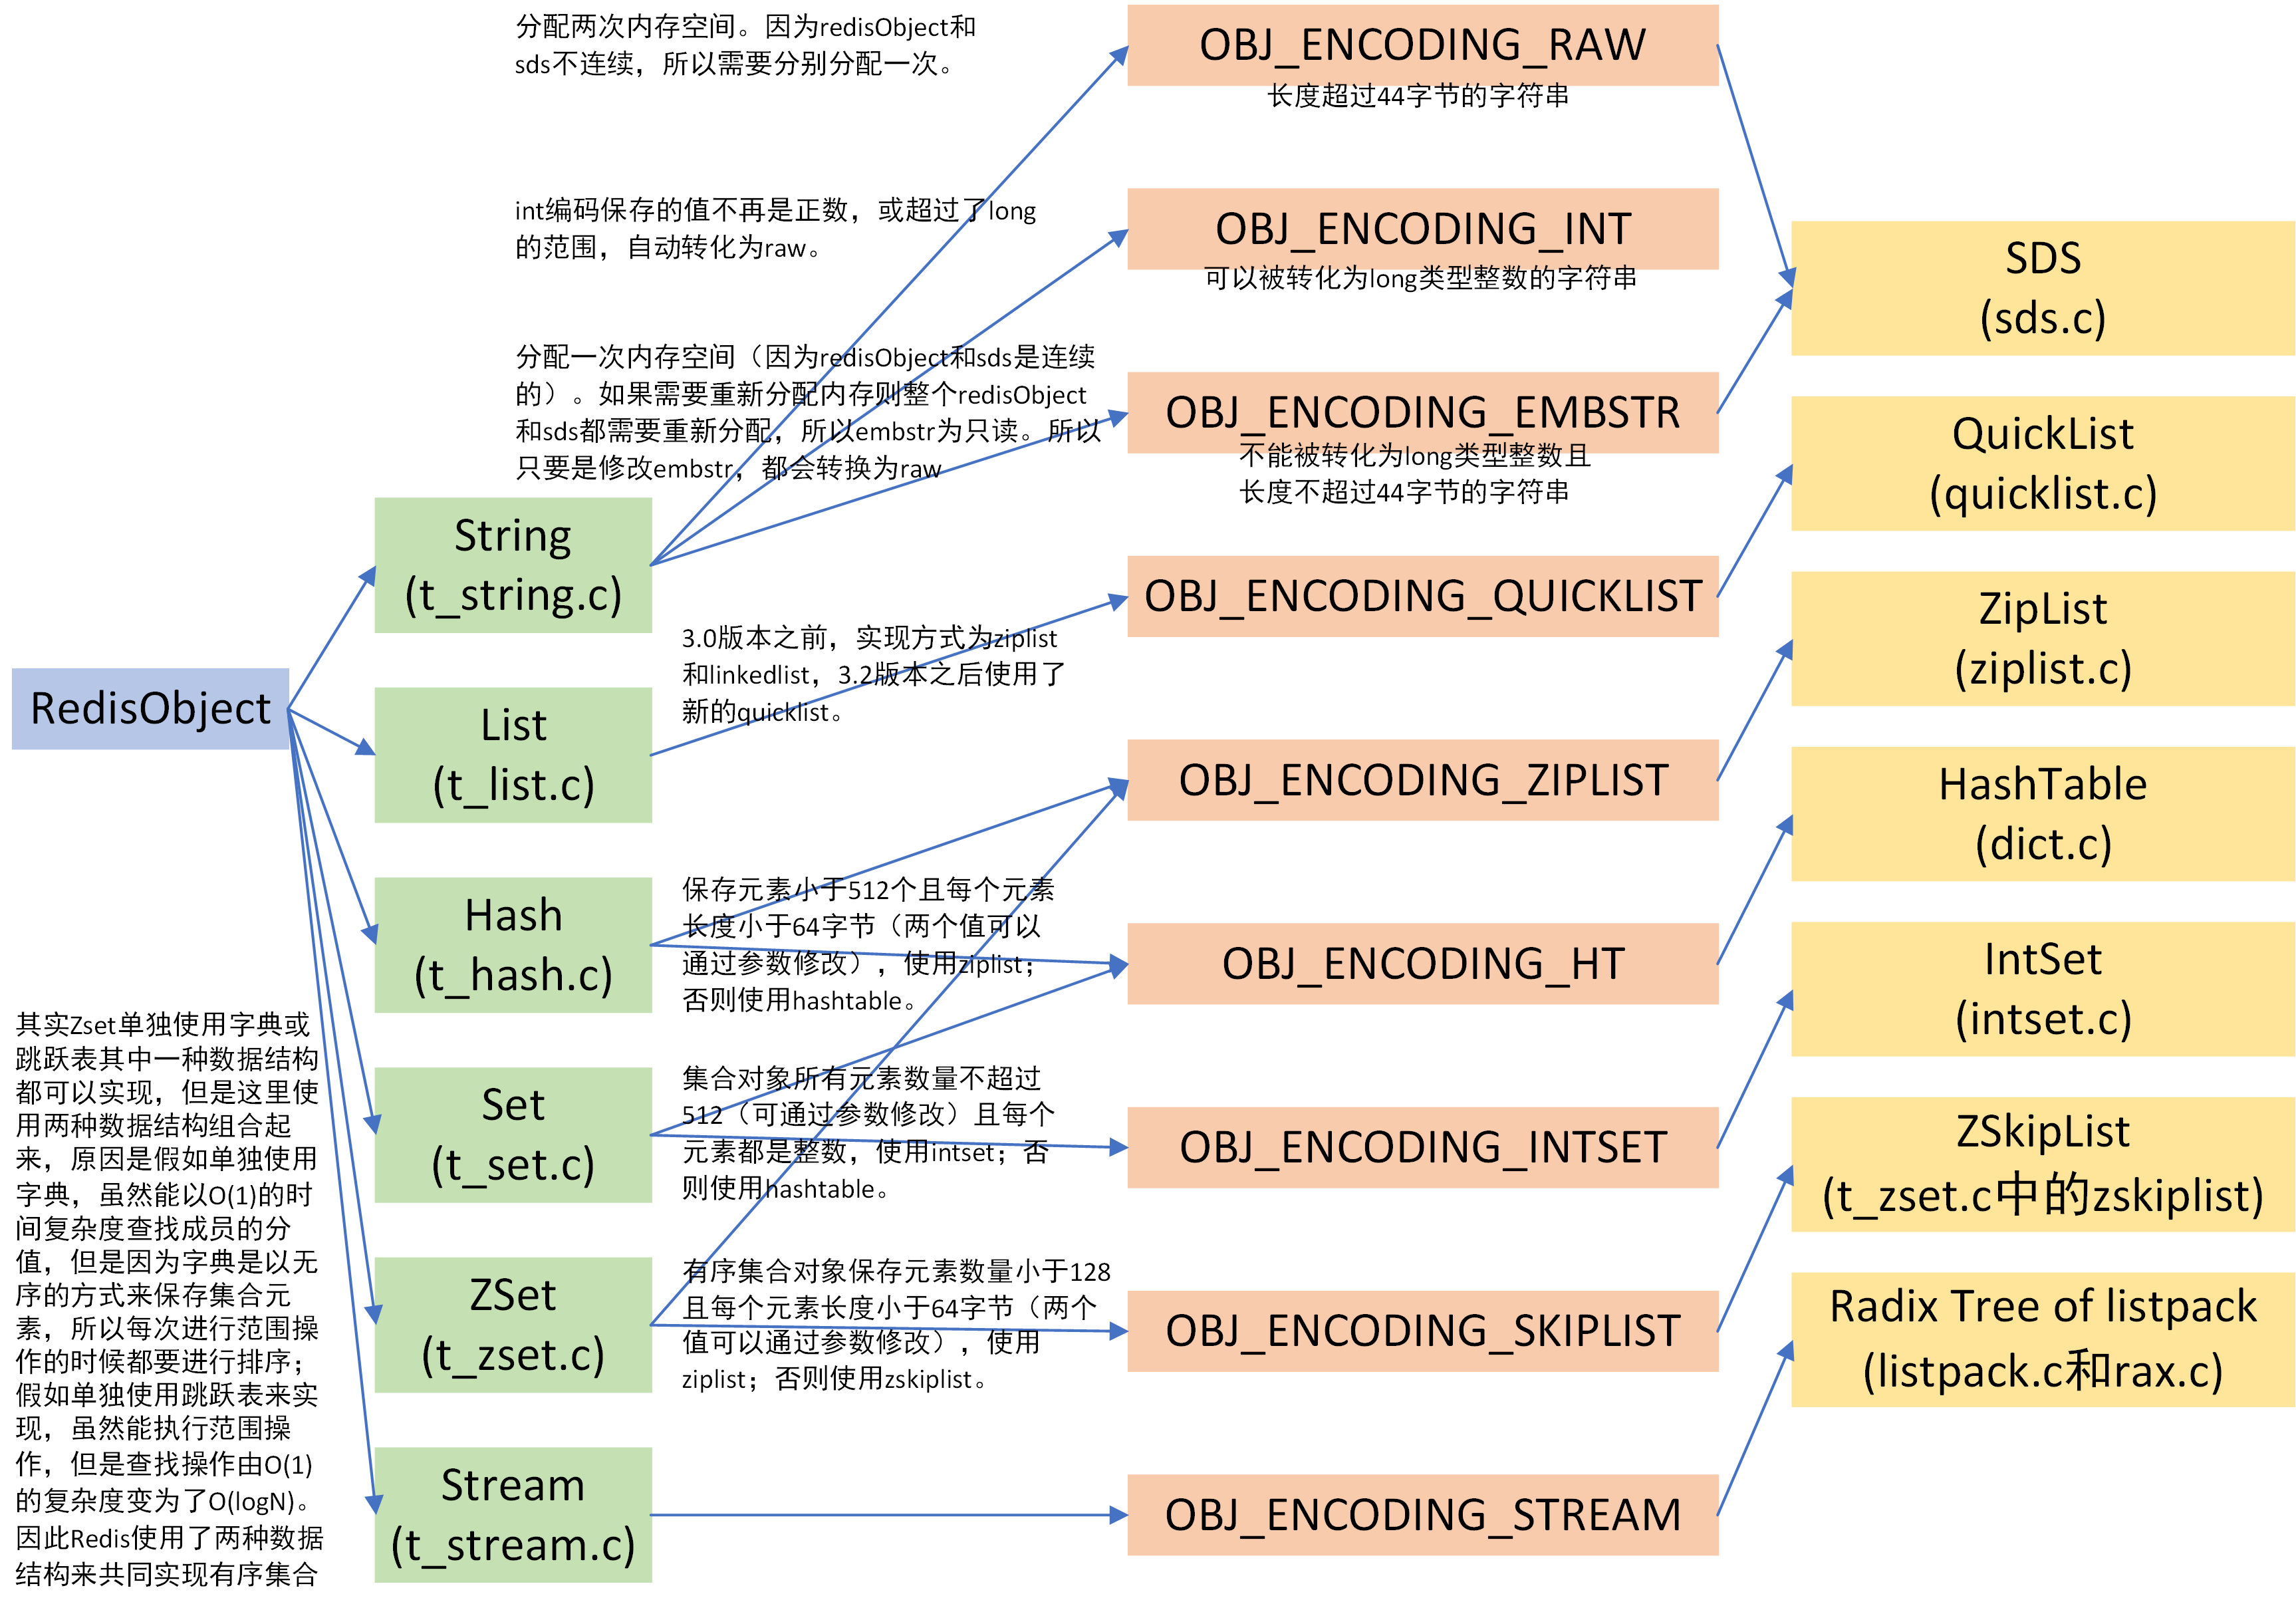 分配两次内存空间。因为redisObject和
sds不连续，所以需要分别分配一次。
OBJ_ENCODING_RAW
长度超过44字节的字符串
int编码保存的值不再是正数，或超过了long
的范围，自动转化为raw。
OBJ_ENCODING_INT
可以被转化为long类型整数的字符串
SDS
(sds.c)
分配一次内存空间（因为redisObject和sds是连续
的）。如果需要重新分配内存则整个redisObject
和sds都需要重新分配，所以embstr为只读。所以
只要是修改embstr，都会转换为raw
OBJ_ENCODING_EMBSTR
不能被转化为long类型整数且
长度不超过44字节的字符串
QuickList
(quicklist.c)
String
(t_string.c)
OBJ_ENCODING_QUICKLIST
ZipList
(ziplist.c)
3.0版本之前，实现方式为ziplist
和linkedlist，3.2版本之后使用了
新的quicklist。
RedisObject
List
(t_list.c)
OBJ_ENCODING_ZIPLIST
HashTable
(dict.c)
Hash
(t_hash.c)
保存元素小于512个且每个元素
长度小于64字节（两个值可以
通过参数修改），使用ziplist；
否则使用hashtable。
OBJ_ENCODING_HT
IntSet
(intset.c)
其实Zset单独使用字典或
跳跃表其中一种数据结构
都可以实现，但是这里使
用两种数据结构组合起
来，原因是假如单独使用
字典，虽然能以O(1)的时
间复杂度查找成员的分
值，但是因为字典是以无
序的方式来保存集合元
素，所以每次进行范围操
作的时候都要进行排序；
假如单独使用跳跃表来实
现，虽然能执行范围操
作，但是查找操作由O(1)
的复杂度变为了O(logN)。
因此Redis使用了两种数据
结构来共同实现有序集合
Set
(t_set.c)
集合对象所有元素数量不超过
512（可通过参数修改）且每个
元素都是整数，使用intset；否
则使用hashtable。
OBJ_ENCODING_INTSET
ZSkipList
(t_zset.c中的zskiplist)
ZSet
(t_zset.c)
有序集合对象保存元素数量小于128
且每个元素长度小于64字节（两个
值可以通过参数修改），使用
ziplist；否则使用zskiplist。
OBJ_ENCODING_SKIPLIST
Radix Tree of listpack
(listpack.c和rax.c)
Stream
(t_stream.c)
OBJ_ENCODING_STREAM